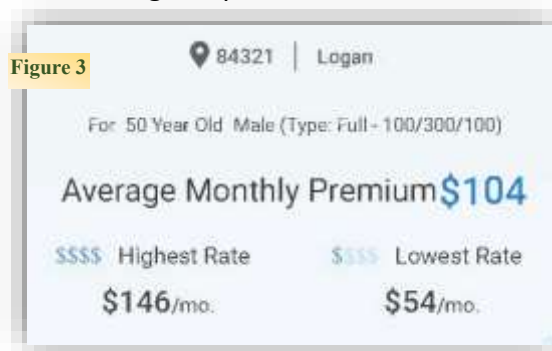 84321 | Logan
Figure 3
For 50 Year Old Male (Type: Full - 100/300/100)
Average Monthly Premium $104
$$$$ Highest Rate
$$$$ Lowest Rate
$146/mo.
$54/mo.